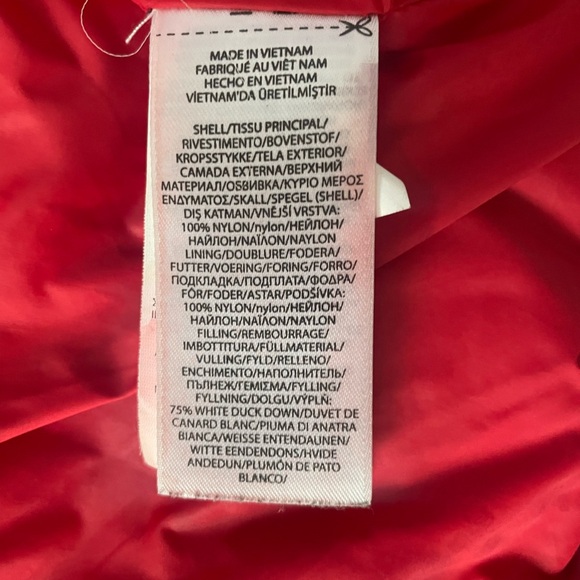 MADE IN VIETNAM
FABRIQUÉ AU VIÊT NAM
HECHO EN VIETNAM
VİETNAM'DA ÜRETİLMİŞTİR
SHELL/TISSU PRINCIPAL/
RIVESTIMENTO/BOVENSTOF/
KROPSSTYKKE/TELA EXTERIOR/
CAMADA EXTERNA/ВЕРХНИЙ
МАТЕРИАЛ/ОБВИВКА/ΚΥΡΙΟ ΜΕΡΟΣ
ΕΝΔΥΜΑΤΟΣ/SKALL/SPEGEL (SHELL)/
DIŞ KATMAN/VNĚJŠÍ VRSTVA:
100% NYLON/nylon/НЕЙЛОН/
НАЙЛОН/ΝΑΪΛΟΝ/NAYLON
LINING/DOUBLURE/FODERA/
FUTTER/VOERING/FORING/FORRO/
ПОДКЛАДКА/ПОДПЛАТА/ΦΟΔΡΑ/
FÔR/FODER/ASTAR/PODŠÍVKA:
100% NYLON/nylon/НЕЙЛОН/
НАЙЛОН/ΝΑΪΛΟΝ/NAYLON
FILLING/REMBOURRAGE/
IMBOTTITURA/FÜLLMATERIAL/
VULLING/FYLD/RELLENO/
ENCHIMENTO/НАПОЛНИТЕЛЬ/
ПЪЛНЕЖ/ΓΕΜΙΣΜΑ/FYLLING/
FYLLNING/DOLGU/VÝPLŇ:
75% WHITE DUCK DOWN/DUVET DE
CANARD BLANC/PIUMA DI ANATRA
BIANCA/WEISSE ENTENDAUNEN/
WITTE EENDENDONS/HVIDE
ANDEDUN/PLUMÓN DE PATO
BLANCO/